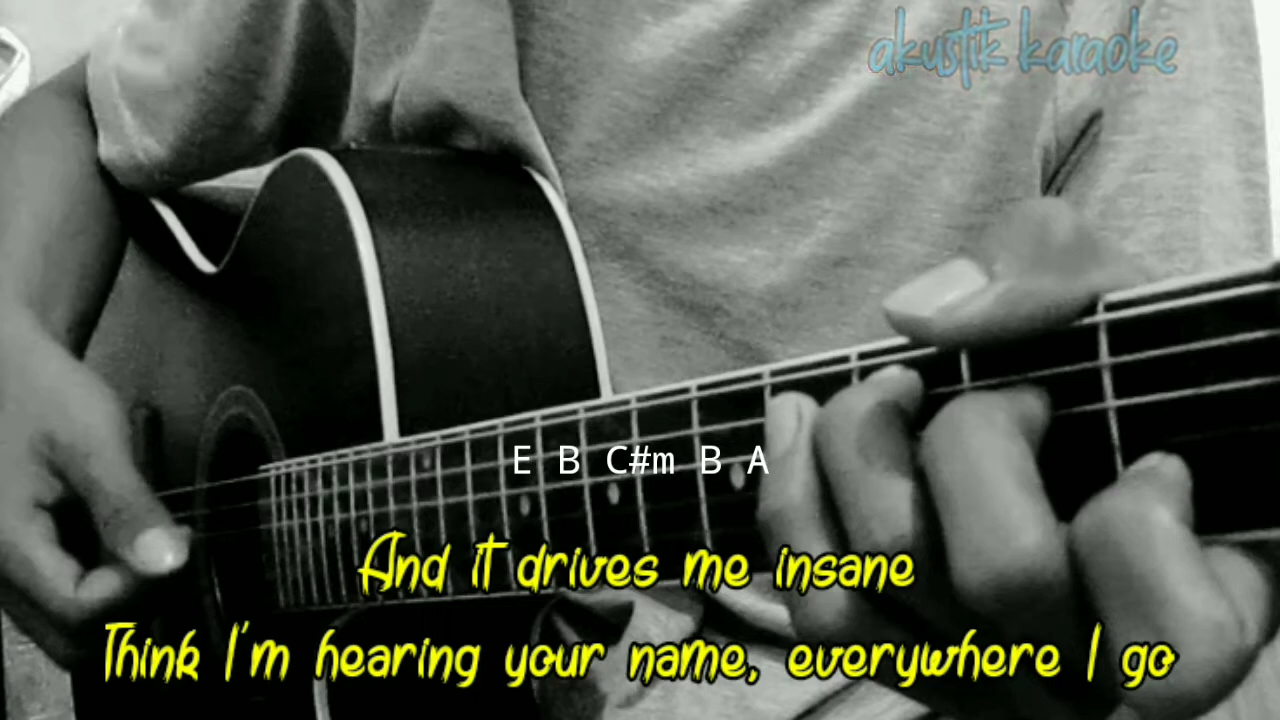 akustik karaoke
E B C#m B A
And it drives me insane
Think I'm hearing your name, everywhere I go